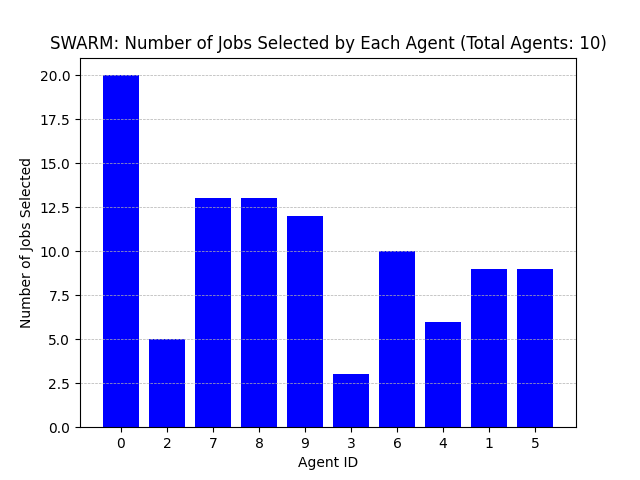 SWARM: Number of Jobs Selected by Each Agent (Total Agents: 10)
Number of Jobs Selected
20.0
17.5
15.0
12.5
10.0
7.5
5.0
2.5
0.0
0 2 7 8 9 3 6 4 1 5
Agent ID